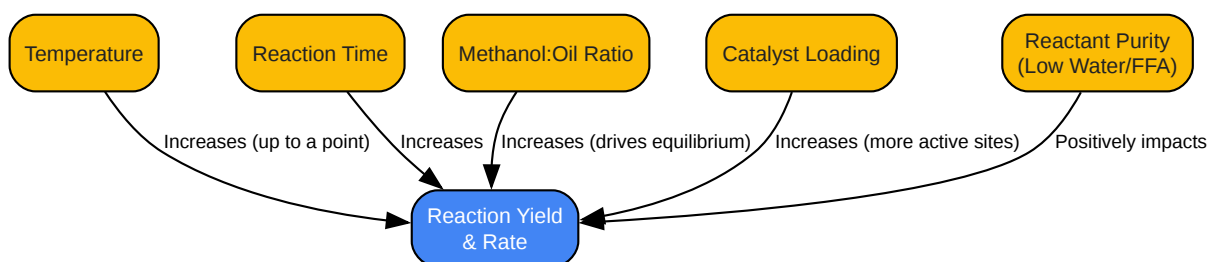 Temperature
Reaction Time
Methanol:Oil Ratio
Catalyst Loading
Reactant Purity
(Low Water/FFA)
Increases (up to a point)
Increases
Increases (drives equilibrium)
Increases (more active sites)
Positively impacts
Reaction Yield
& Rate